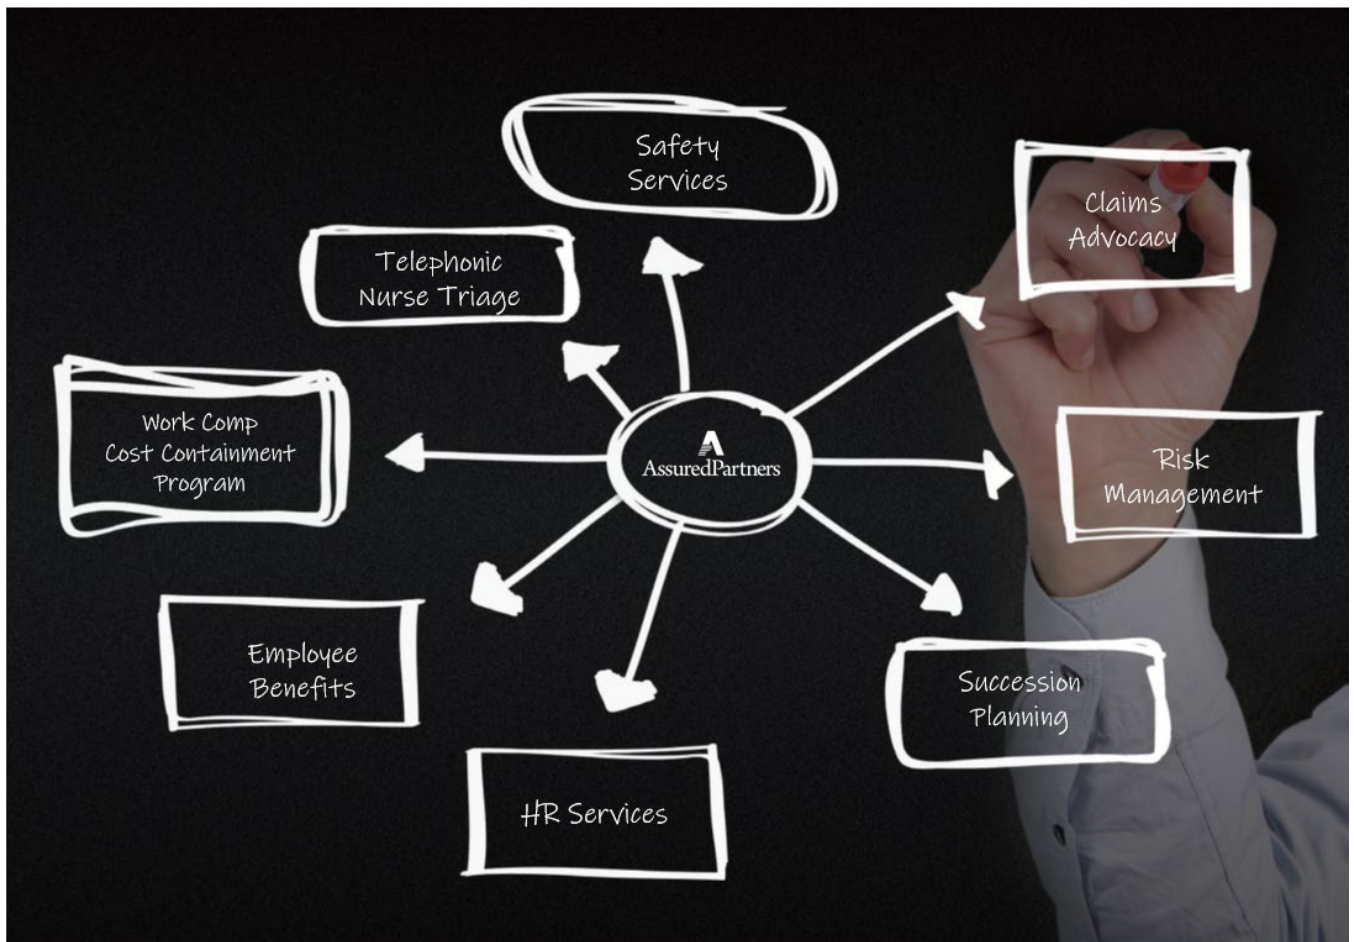 Safety
Services
Claims
Advocacy
Telephonic
Nurse Triage
Work Comp
Cost Containment
Program
AssuredPartners
Risk
Management
Employee
Benefits
Succession
Planning
HR Services